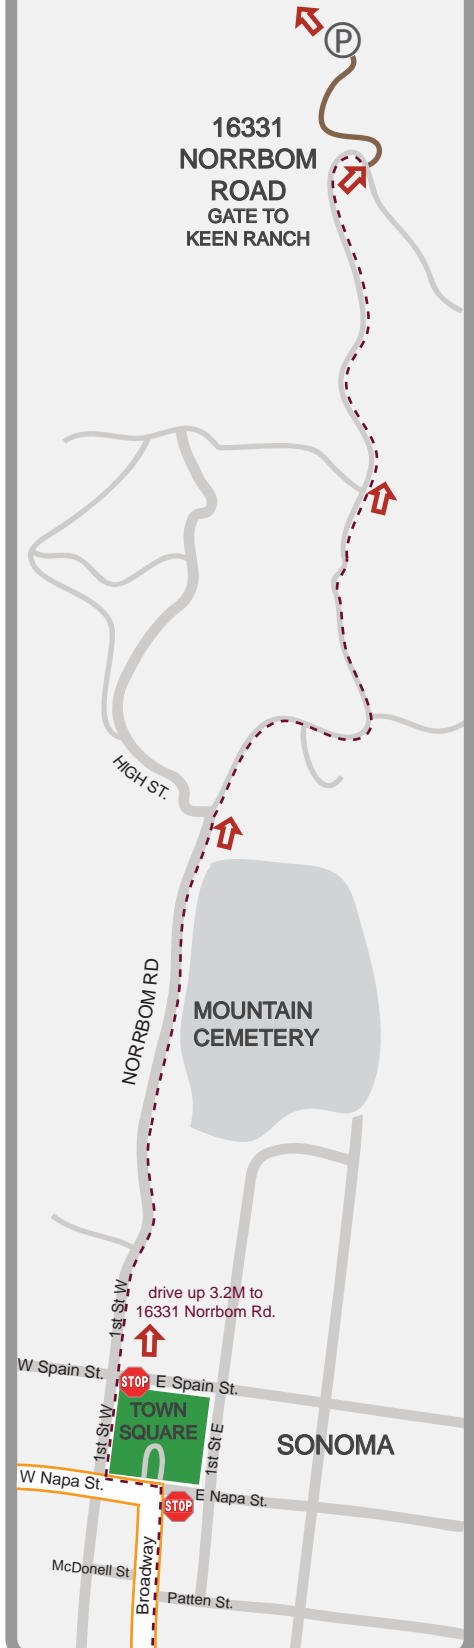 P
16331
NORRBOM
ROAD
GATE TO
KEEN RANCH
HIGH ST.
NORRBOM RD
MOUNTAIN
CEMETERY
1st St W
drive up 3.2M to
16331 Norrbom Rd.
W Spain St.
STOP
E Spain St.
TOWN
SQUARE
1st St W
1st St E
SONOMA
W Napa St.
STOP
E Napa St.
Broadway
McDonell St
Patten St.